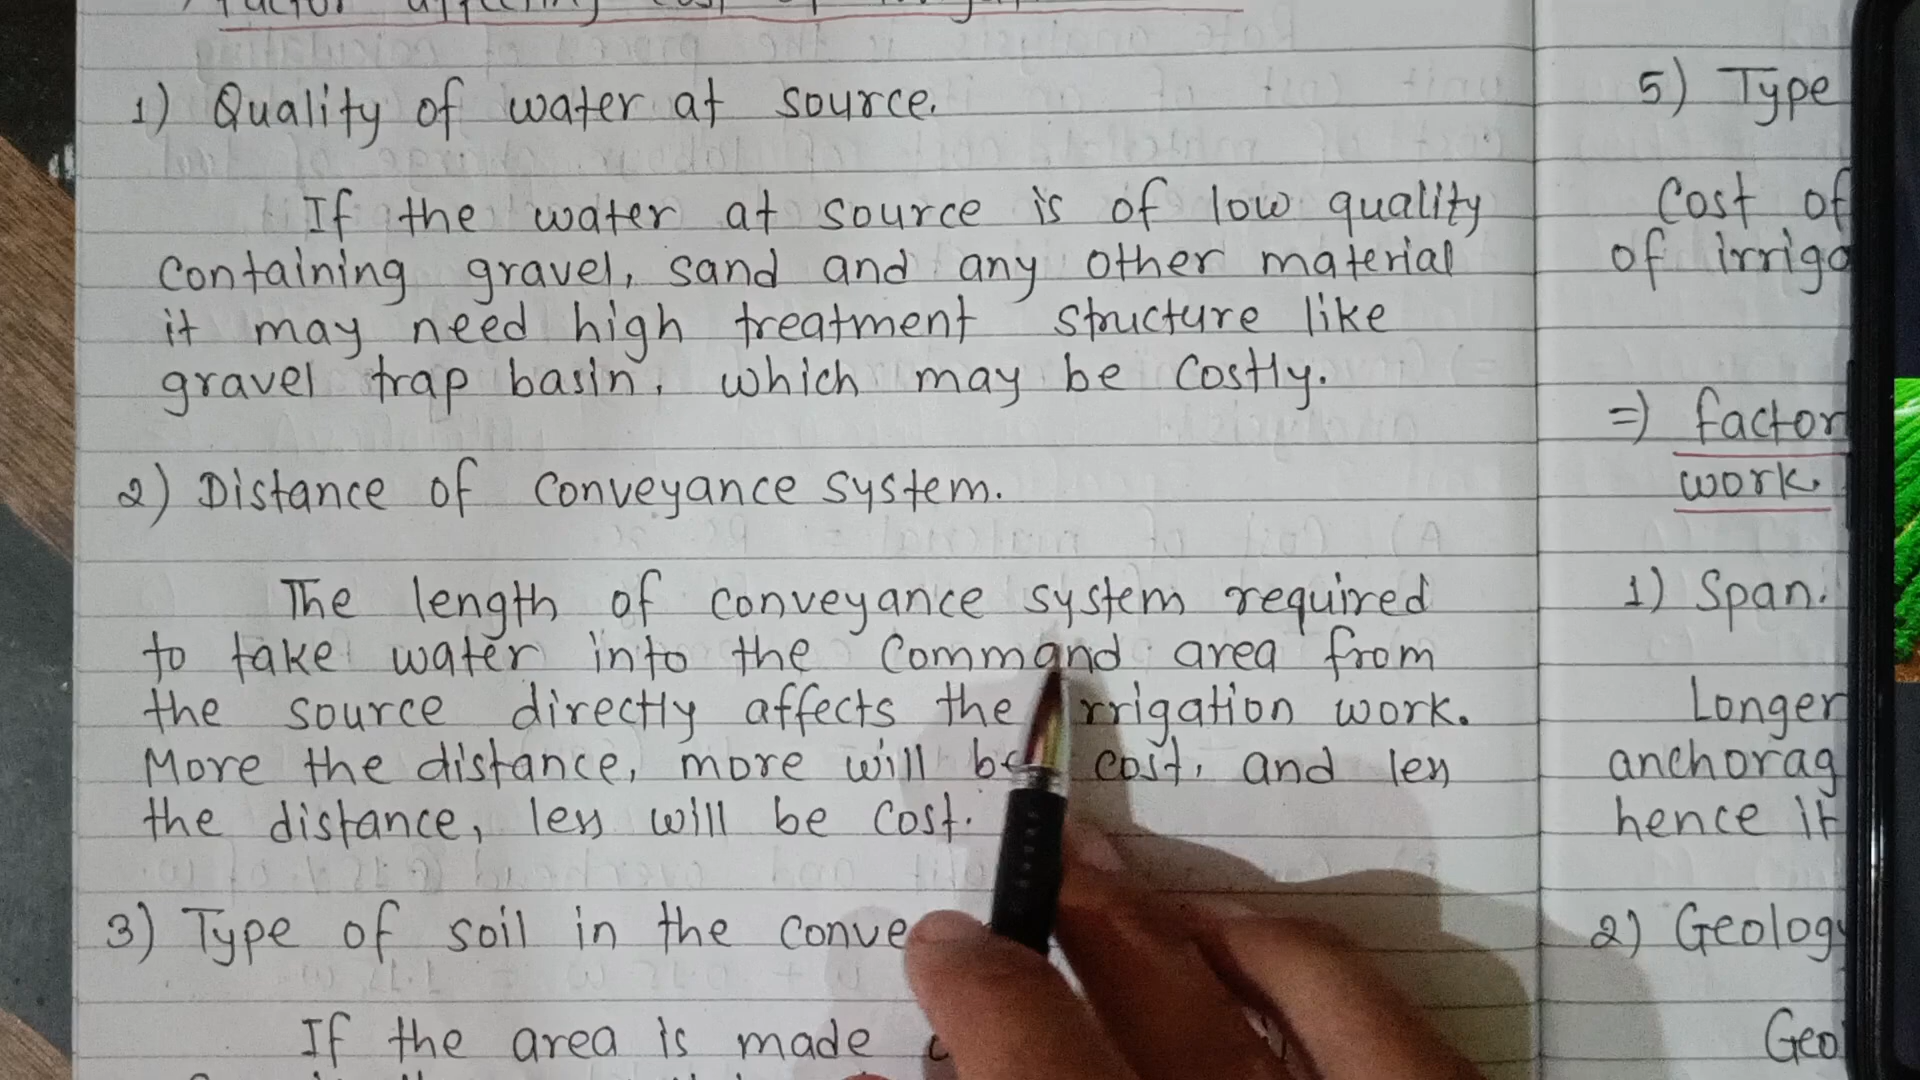 factor affecting cost of
1) Quality of water at source.
If the water at source is of low quality
containing gravel, sand and any other material
it may need high treatment structure like
gravel trap basin, which may be costly.
2) Distance of conveyance system.
The length of conveyance system required
to take water into the command area from
the source directly affects the irrigation work.
More the distance, more will be cost, and less
the distance, less will be cost.
3) Type of soil in the
If the area is made
5) Type
Cost of
of
=) factor
work.
1) Span.
Longer
hence it
2)